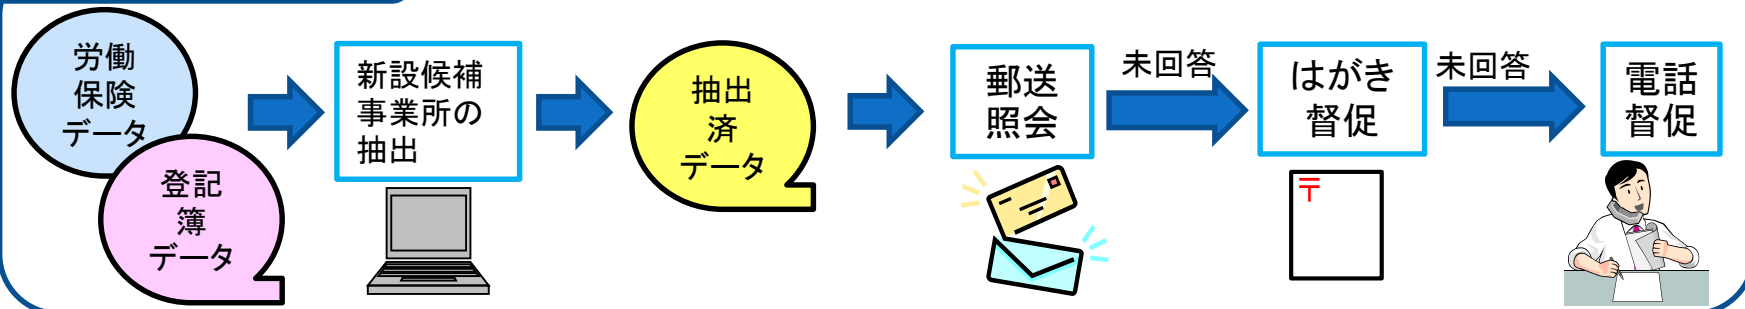 労働
保険
データ
登記
簿
データ
新設候補
事業所の
抽出
抽出
済
データ
郵送
照会
未回答
はがき
督促
〒
未回答
電話
督促